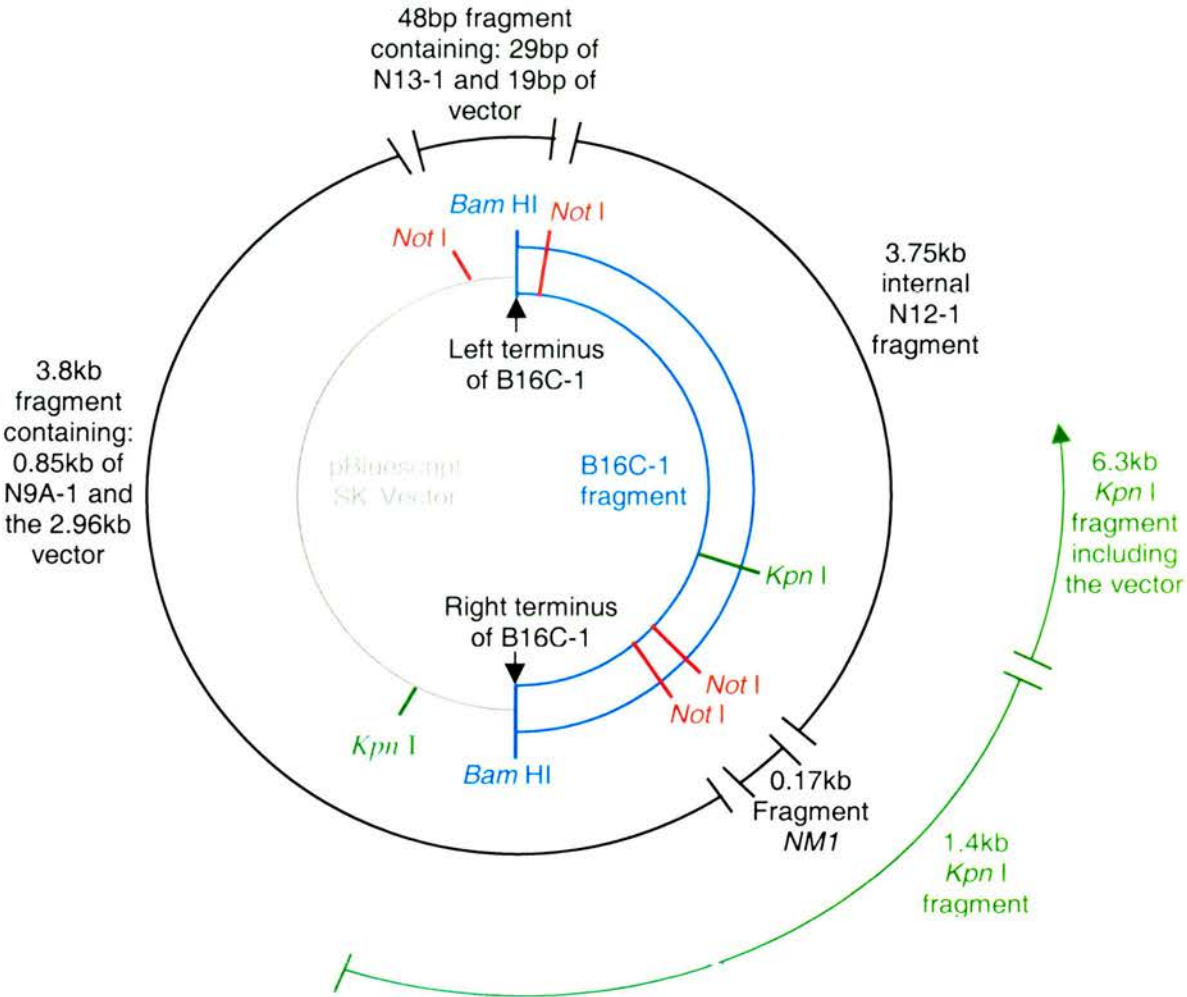 48bp fragment
containing: 29bp of
N13-1 and 19bp of
vector
Bam HI
Not I
Not I
3.75kb
internal
N12-1
fragment
Left terminus
of B16C-1
3.8kb
fragment
containing:
0.85kb of
N9A-1 and
the 2.96kb
vector
pBluescript
SK Vector
B16C-1
fragment
6.3kb
Kpn I
fragment
including
the vector
Kpn I
Right terminus
of B16C-1
Not I
Not I
Kpn I
Bam HI
0.17kb
Fragment
NM1
1.4kb
Kpn I
fragment